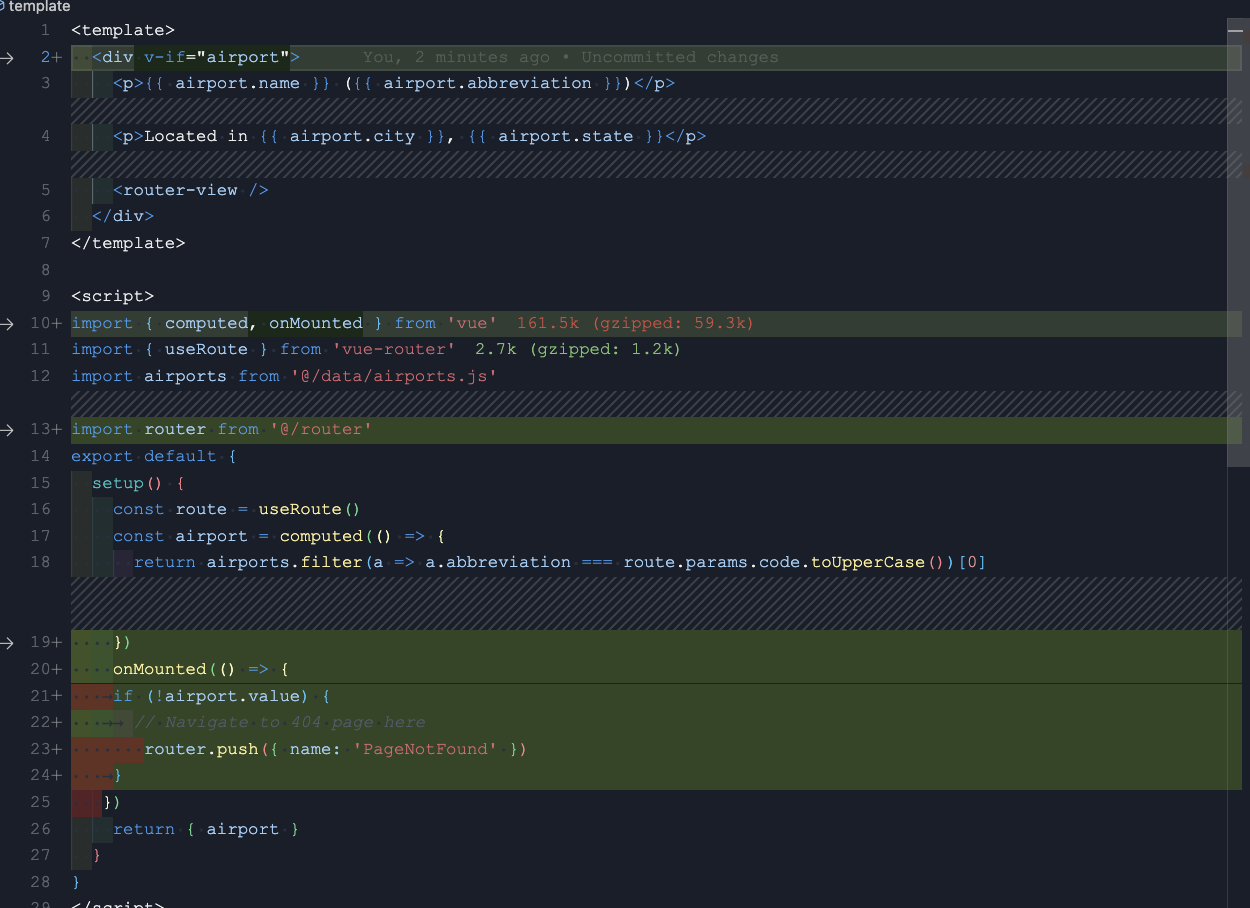 template
1 <template>
2+ <div v-if="airport"> You, 2 minutes ago • Uncommitted changes
3 <p>{{ airport.name }} ({{ airport.abbreviation }})</p>
4 <p>Located in {{ airport.city }}, {{ airport.state }}</p>
5 <router-view />
6 </div>
7 </template>
8
9 <script>
10+ import { computed, onMounted } from 'vue' 161.5k (gzipped: 59.3k)
11 import { useRoute } from 'vue-router' 2.7k (gzipped: 1.2k)
12 import airports from '@/data/airports.js'
13+ import router from '@/router'
14 export default {
15 setup() {
16 const route = useRoute()
17 const airport = computed(() => {
18 return airports.filter(a => a.abbreviation === route.params.code.toUpperCase())[0]
19+ })
20+ onMounted(() => {
21+ if (!airport.value) {
22+ // Navigate to 404 page here
23+ router.push({ name: 'PageNotFound' })
24+ }
25 })
26 return { airport }
27 }
28 }
29 </script>